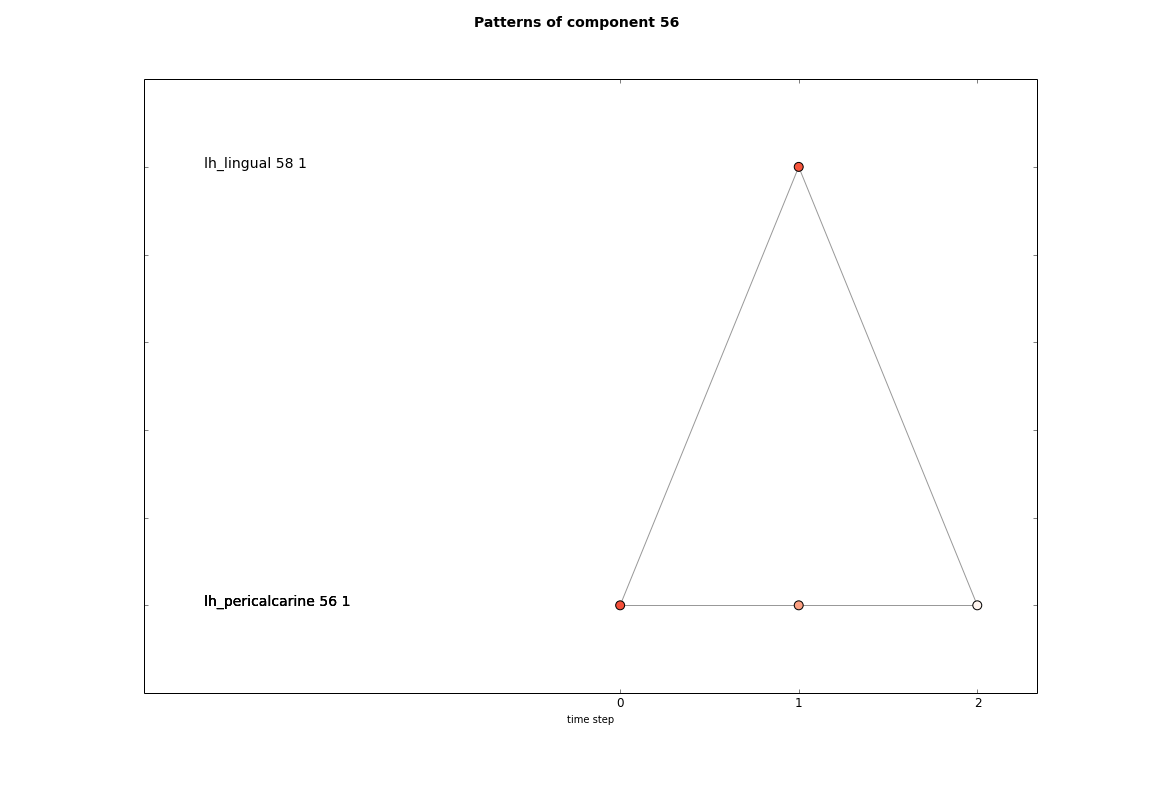 Patterns of component 56
lh_lingual 58 1
lh_pericalcarine 56 1
0 1 2
time step